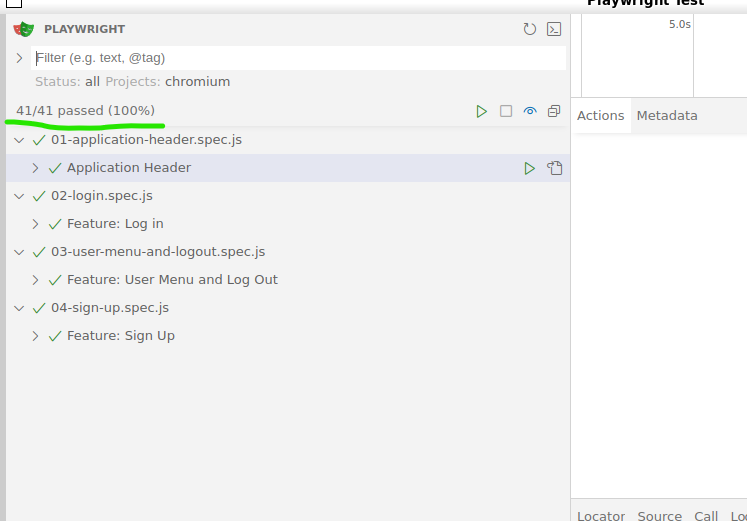 Playwright Test
PLAYWRIGHT
Filter (e.g. text, @tag)
Status: all Projects: chromium
41/41 passed (100%)
01-application-header.spec.js
Application Header
02-login.spec.js
Feature: Log in
03-user-menu-and-logout.spec.js
Feature: User Menu and Log Out
04-sign-up.spec.js
Feature: Sign Up
5.0s
Actions Metadata
Locator Source Call